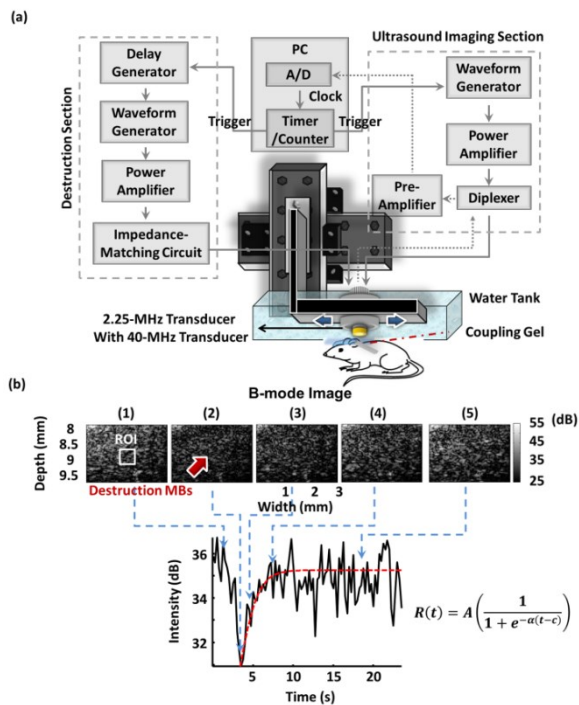 (a)
Ultrasound Imaging Section
Destruction Section
Delay
Generator
Waveform
Generator
Power
Amplifier
Impedance-
Matching Circuit
PC
A/D
Clock
Timer
/Counter
Trigger
Trigger
Waveform
Generator
Power
Amplifier
Pre-
Amplifier
Diplexer
Water Tank
2.25-MHz Transducer
With 40-MHz Transducer
Coupling Gel
(b)
B-mode Image
(1) (2) (3) (4) (5) (dB)
Depth (mm)
8
8.5
9
9.5
ROI
55
45
35
25
Destruction MBs
1 2 3
Width (mm)
Intensity (dB)
36
34
32
5 10 15 20
Time (s)
R(t) = A(1/(1 + e^{-α(t-c)}))